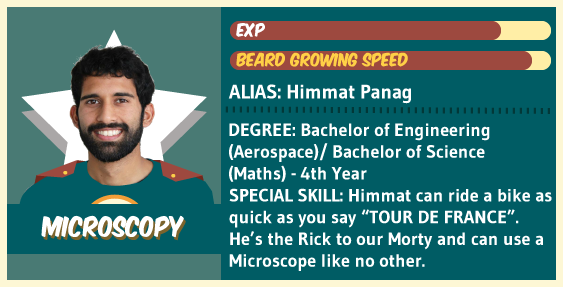 EXP
BEARD GROWING SPEED
ALIAS: Himmat Panag
DEGREE: Bachelor of Engineering
(Aerospace)/ Bachelor of Science
(Maths) - 4th Year
SPECIAL SKILL: Himmat can ride a bike as
quick as you say “TOUR DE FRANCE”.
He’s the Rick to our Morty and can use a
Microscope like no other.
MICROSCOPY